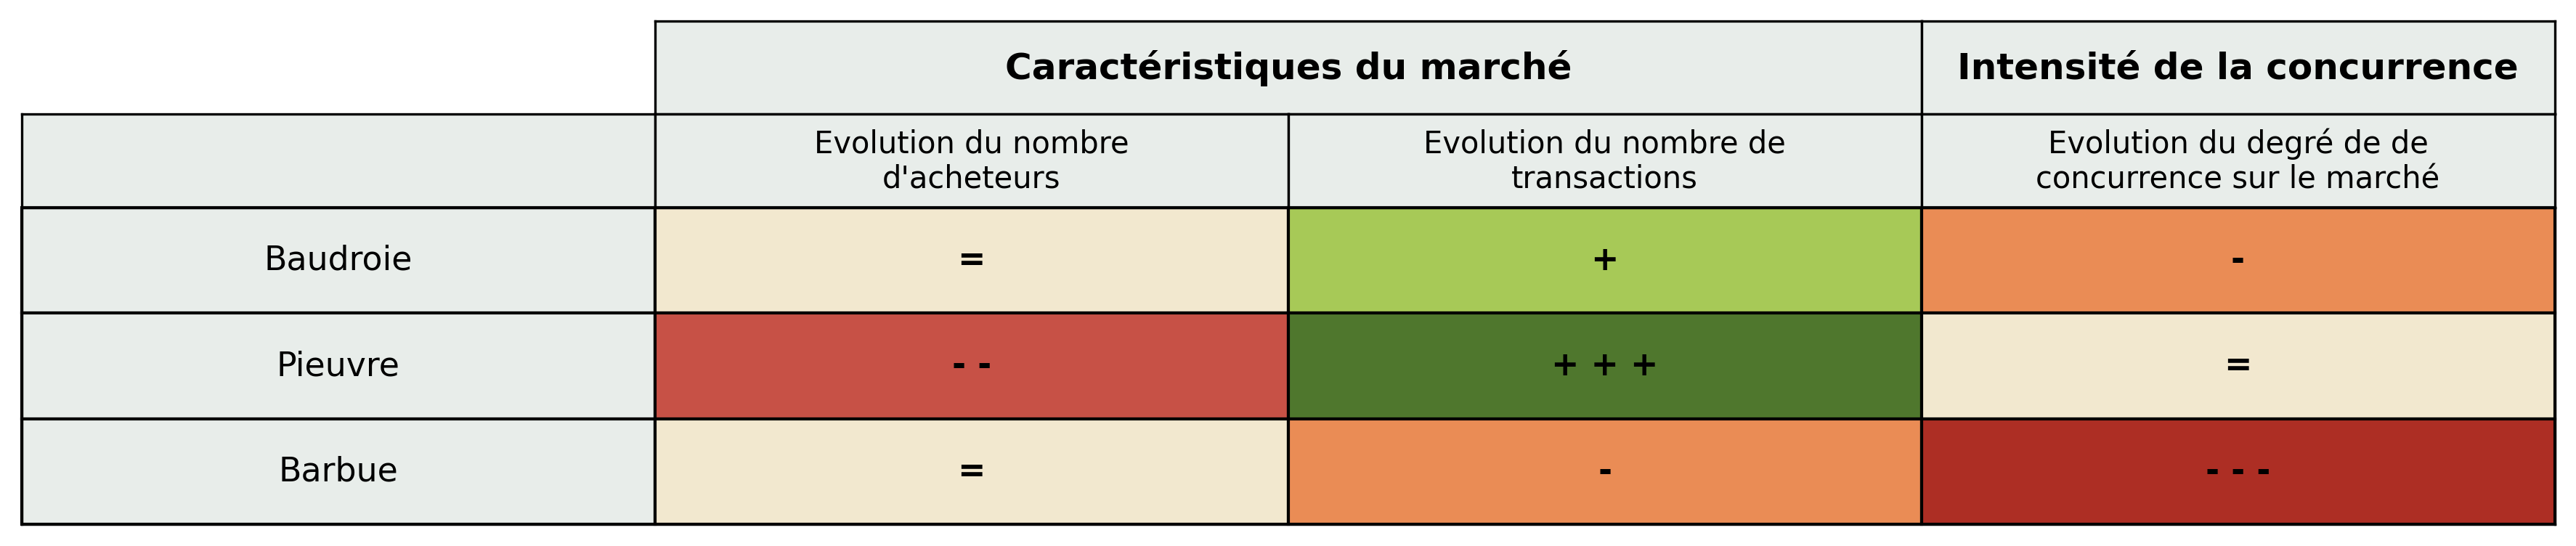 Caractéristiques du marché
Intensité de la concurrence
Evolution du nombre
d'acheteurs
Evolution du nombre de
transactions
Evolution du degré de de
concurrence sur le marché
Baudroie
=
+
-
Pieuvre
- -
+ + +
=
Barbue
=
-
- - -